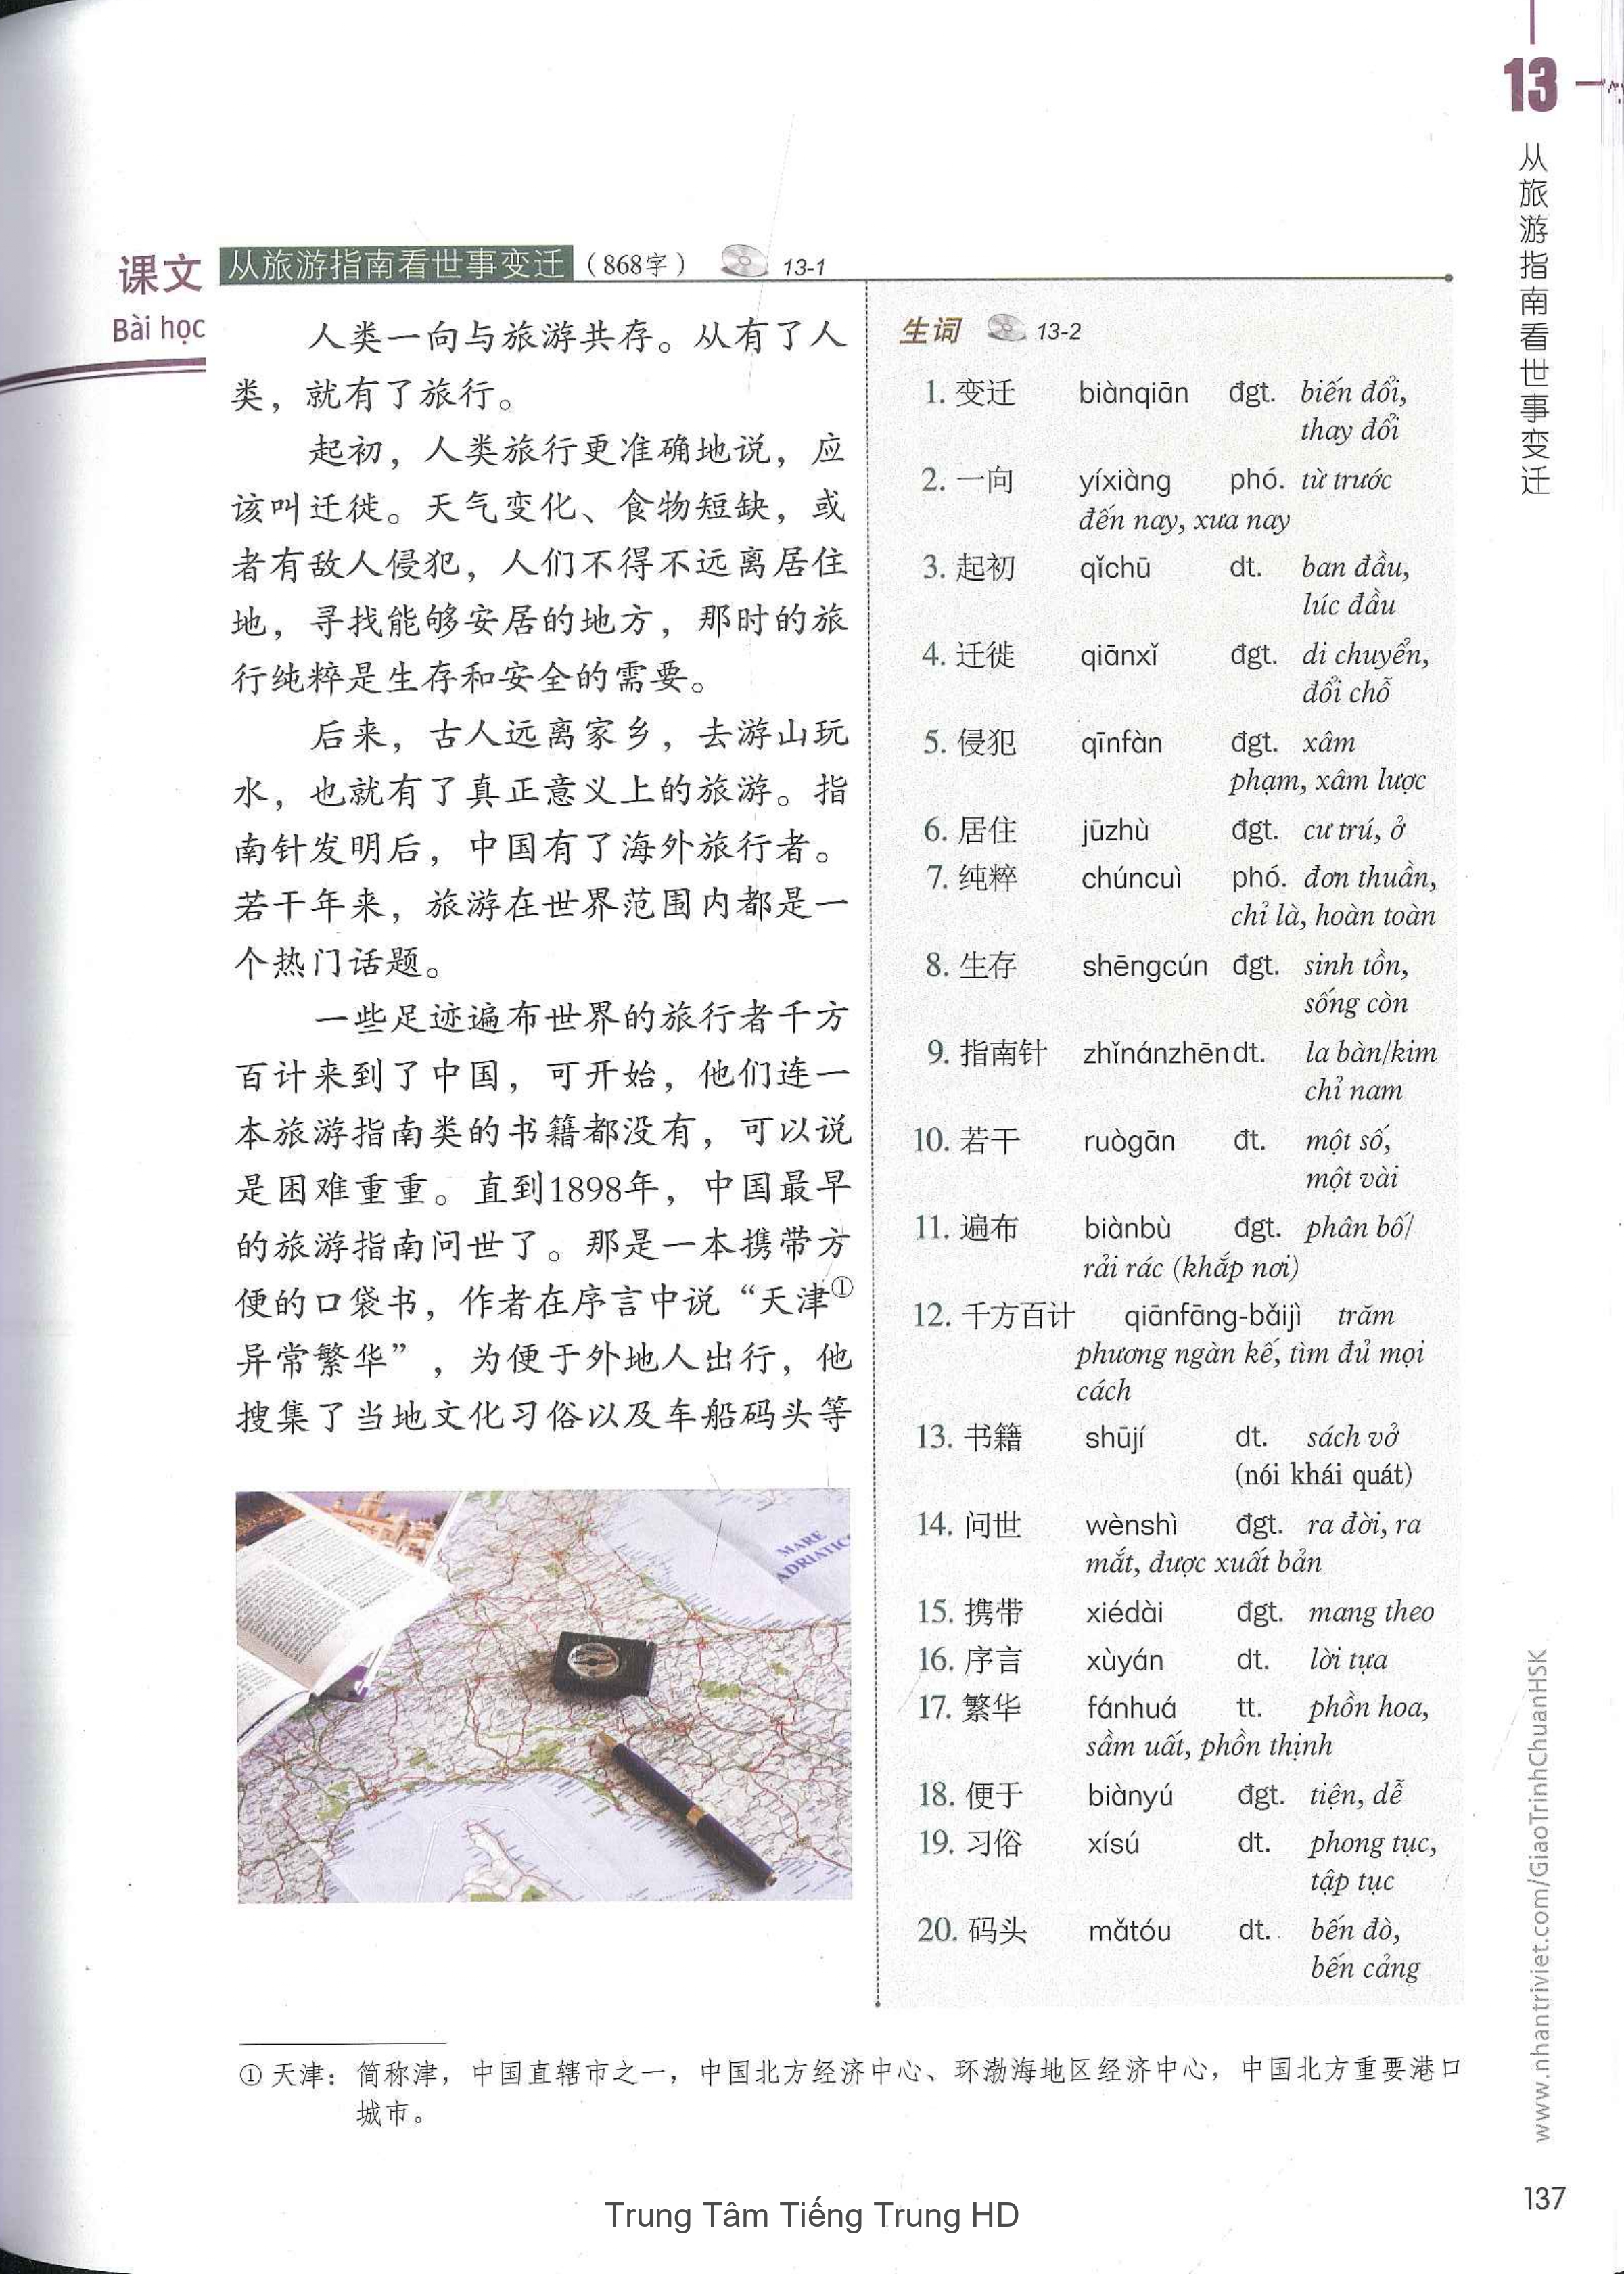 13
从旅游指南看世事变迁
课文
Bài học
从旅游指南看世事变迁 (868字) 13-1
人类一向与旅游共存。从有了人
类，就有了旅行。
起初，人类旅行更准确地说，应
该叫迁徙。天气变化、食物短缺，或
者有敌人侵犯，人们不得不远离居住
地，寻找能够安居的地方，那时的旅
行纯粹是生存和安全的需要。
后来，古人远离家乡，去游山玩
水，也就有了真正意义上的旅游。指
南针发明后，中国有了海外旅行者。
若干年来，旅游在世界范围内都是一
个热门话题。
一些足迹遍布世界的旅行者千方
百计来到了中国，可开始，他们连一
本旅游指南类的书籍都没有，可以说
是困难重重。直到1898年，中国最早
的旅游指南问世了。那是一本携带方
便的口袋书，作者在序言中说“天津①
异常繁华”，为便于外地人出行，他
搜集了当地文化习俗以及车船码头等
MARE
ADRIATIC
生词 13-2
1. 变迁 biànqiān đgt. biến đổi,
thay đổi
2. 一向 yíxiàng phó. từ trước
đến nay, xưa nay
3. 起初 qǐchū dt. ban đầu,
lúc đầu
4. 迁徙 qiānxǐ đgt. di chuyển,
đổi chỗ
5. 侵犯 qīnfàn đgt. xâm
phạm, xâm lược
6. 居住 jūzhù đgt. cư trú, ở
7. 纯粹 chúncuì phó. đơn thuần,
chỉ là, hoàn toàn
8. 生存 shēngcún đgt. sinh tồn,
sống còn
9. 指南针 zhǐnánzhēn dt. la bàn/kim
chỉ nam
10. 若干 ruògān đt. một số,
một vài
11. 遍布 biànbù đgt. phân bố/
rải rác (khắp nơi)
12. 千方百计 qiānfāng-bǎijì trăm
phương ngàn kế, tìm đủ mọi
cách
13. 书籍 shūjí dt. sách vở
(nói khái quát)
14. 问世 wènshì đgt. ra đời, ra
mắt, được xuất bản
15. 携带 xiédài đgt. mang theo
16. 序言 xùyán dt. lời tựa
17. 繁华 fánhuá tt. phồn hoa,
sầm uất, phồn thịnh
18. 便于 biànyú đgt. tiện, dễ
19. 习俗 xísú dt. phong tục,
tập tục
20. 码头 mǎtóu dt. bến đò,
bến cảng
① 天津：简称津，中国直辖市之一，中国北方经济中心、环渤海地区经济中心，中国北方重要港口
城市。
www.nhantriviet.com/GiaoTrinhChuanHSK
137
Trung Tâm Tiếng Trung HD